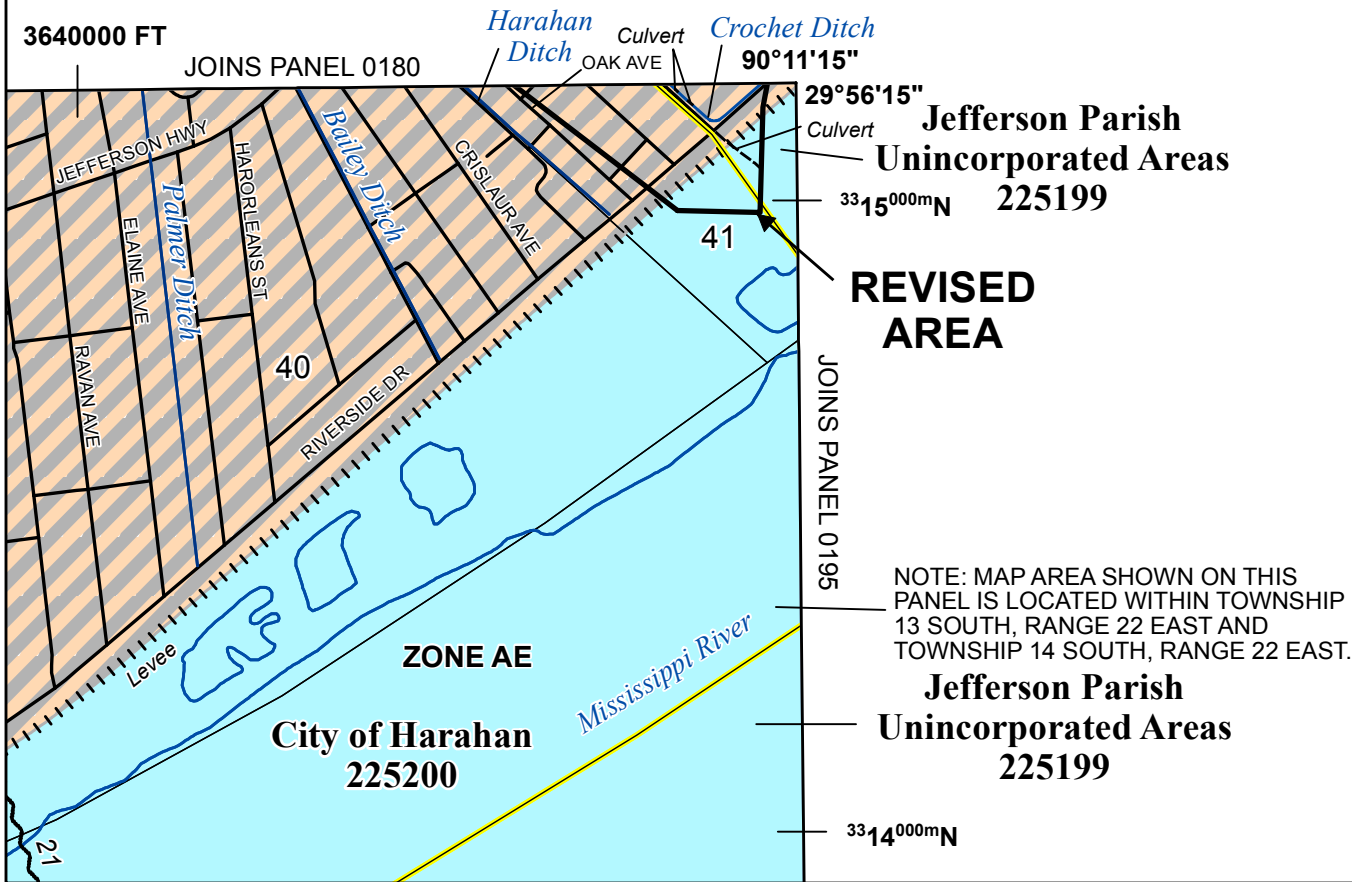 3640000 FT
JOINS PANEL 0180
Harahan
Ditch
Culvert
OAK AVE
Crochet Ditch
90°11'15"
29°56'15"
Culvert
Jefferson Parish
Unincorporated Areas
225199
3315000mN
JEFFERSON HWY
HARORLEANS ST
Bailey Ditch
CRISLAUR AVE
Palmer Ditch
ELAINE AVE
41
REVISED
AREA
RAVAN AVE
40
RIVERSIDE DR
JOINS PANEL 0195
NOTE: MAP AREA SHOWN ON THIS
PANEL IS LOCATED WITHIN TOWNSHIP
13 SOUTH, RANGE 22 EAST AND
TOWNSHIP 14 SOUTH, RANGE 22 EAST.
Levee
ZONE AE
Mississippi River
Jefferson Parish
Unincorporated Areas
225199
City of Harahan
225200
3314000mN
21